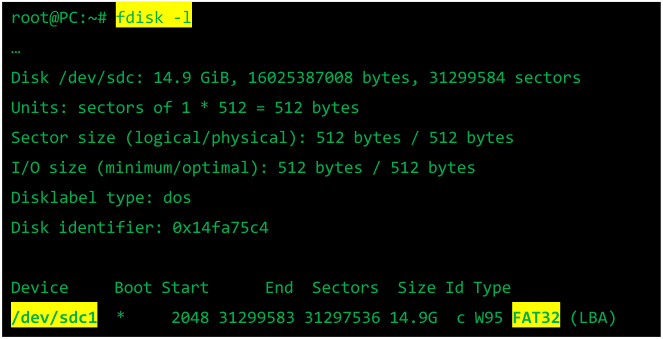 root@PC:~# fdisk -l
…
Disk /dev/sdc: 14.9 GiB, 16025387008 bytes, 31299584 sectors
Units: sectors of 1 * 512 = 512 bytes
Sector size (logical/physical): 512 bytes / 512 bytes
I/O size (minimum/optimal): 512 bytes / 512 bytes
Disklabel type: dos
Disk identifier: 0x14fa75c4
Device     Boot Start      End  Sectors  Size Id Type
/dev/sdc1  *     2048 31299583 31297536 14.9G  c W95 FAT32 (LBA)